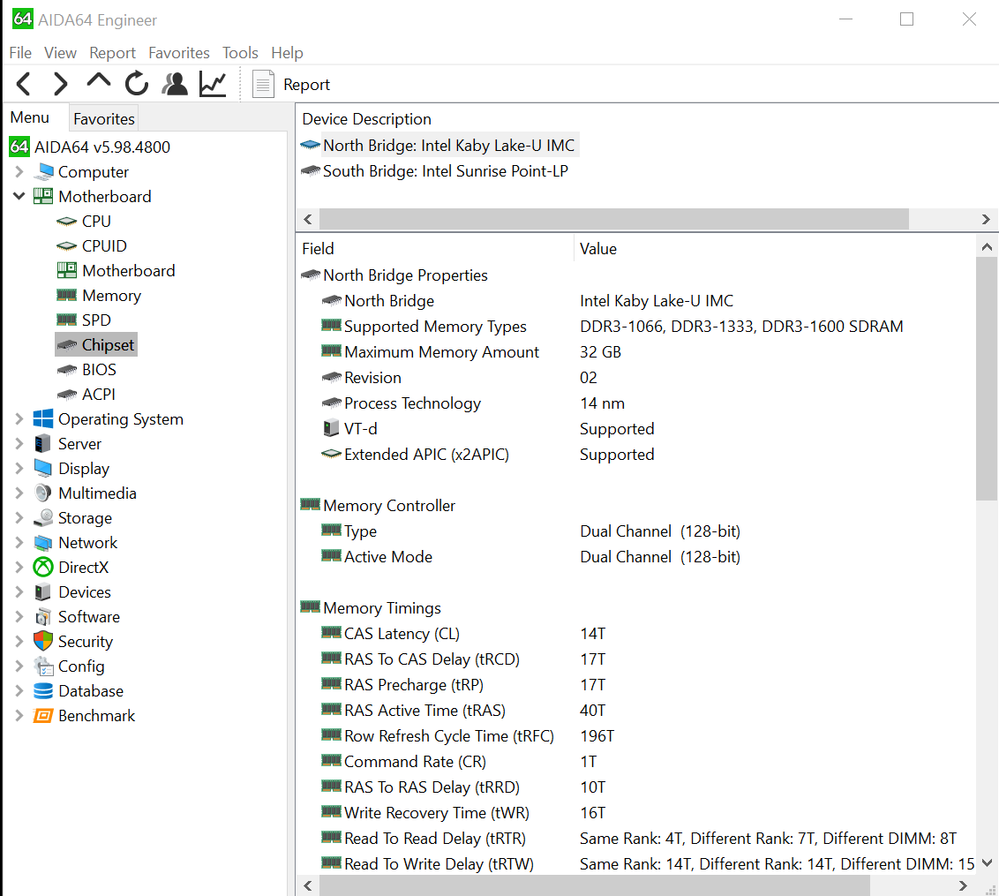 64 AIDA64 Engineer
File View Report Favorites Tools Help
Report
Menu Favorites
64 AIDA64 v5.98.4800
Computer
Motherboard
CPU
CPUID
Motherboard
Memory
SPD
Chipset
BIOS
ACPI
Operating System
Server
Display
Multimedia
Storage
Network
DirectX
Devices
Software
Security
Config
Database
Benchmark
Device Description
North Bridge: Intel Kaby Lake-U IMC
South Bridge: Intel Sunrise Point-LP
Field Value
North Bridge Properties
North Bridge Intel Kaby Lake-U IMC
Supported Memory Types DDR3-1066, DDR3-1333, DDR3-1600 SDRAM
Maximum Memory Amount 32 GB
Revision 02
Process Technology 14 nm
VT-d Supported
Extended APIC (x2APIC) Supported
Memory Controller
Type Dual Channel (128-bit)
Active Mode Dual Channel (128-bit)
Memory Timings
CAS Latency (CL) 14T
RAS To CAS Delay (tRCD) 17T
RAS Precharge (tRP) 17T
RAS Active Time (tRAS) 40T
Row Refresh Cycle Time (tRFC) 196T
Command Rate (CR) 1T
RAS To RAS Delay (tRRD) 10T
Write Recovery Time (tWR) 16T
Read To Read Delay (tRTR) Same Rank: 4T, Different Rank: 7T, Different DIMM: 8T
Read To Write Delay (tRTW) Same Rank: 14T, Different Rank: 14T, Different DIMM: 15